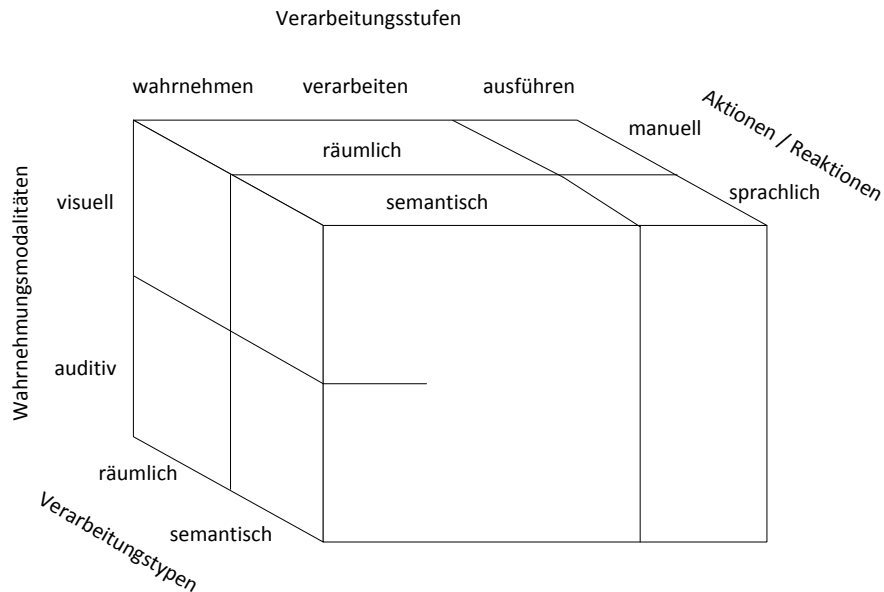 Verarbeitungsstufen
wahrnehmen verarbeiten ausführen
Aktionen / Reaktionen
manuell
räumlich
sprachlich
semantisch
Wahrnehmungsmodalitäten
visuell
auditiv
räumlich
semantisch
Verarbeitungstypen